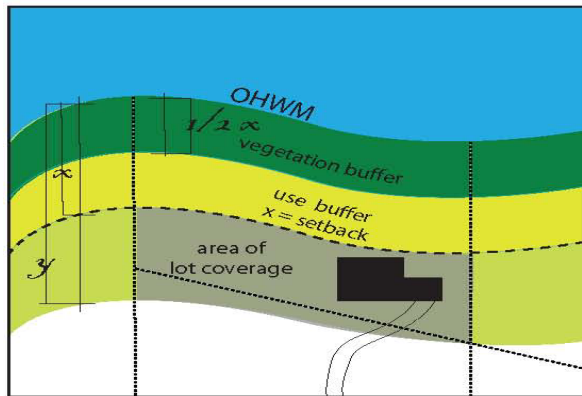 OHWM
1/2 x
vegetation buffer
x
use buffer
x = setback
y
area of
lot coverage